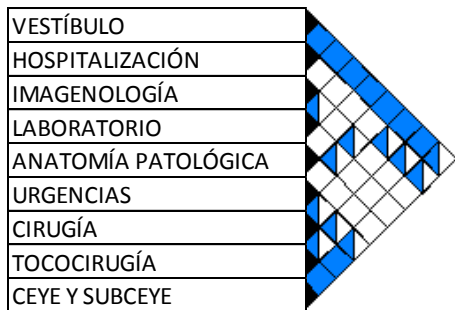 VESTÍBULO
HOSPITALIZACIÓN
IMAGENOLOGÍA
LABORATORIO
ANATOMÍA PATOLÓGICA
URGENCIAS
CIRUGÍA
TOCOCIRUGÍA
CEYE Y SUBCEYE